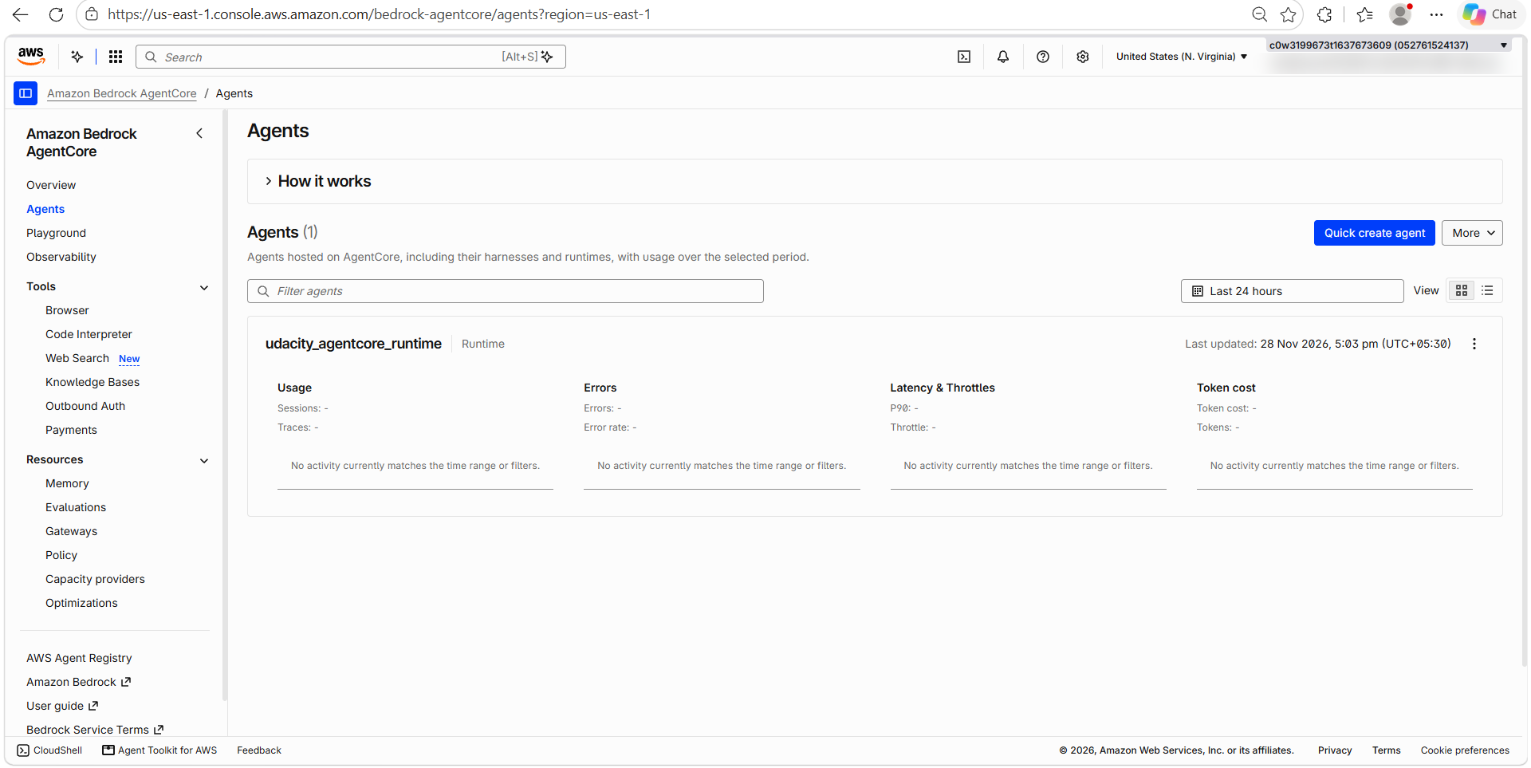 https://us-east-1.console.aws.amazon.com/bedrock-agentcore/agents?region=us-east-1
Chat
aws
Search
[Alt+S]
United States (N. Virginia)
c0w3199673t1637673609 (052761524137)
Amazon Bedrock AgentCore / Agents
Amazon Bedrock
AgentCore
Overview
Agents
Playground
Observability
Tools
Browser
Code Interpreter
Web Search New
Knowledge Bases
Outbound Auth
Payments
Resources
Memory
Evaluations
Gateways
Policy
Capacity providers
Optimizations
AWS Agent Registry
Amazon Bedrock
User guide
Bedrock Service Terms
Agents
How it works
Agents (1)
Quick create agent
More
Agents hosted on AgentCore, including their harnesses and runtimes, with usage over the selected period.
Filter agents
Last 24 hours
View
udacity_agentcore_runtime
Runtime
Last updated: 28 Nov 2026, 5:03 pm (UTC+05:30)
Usage
Sessions: -
Traces: -
No activity currently matches the time range or filters.
Errors
Errors: -
Error rate: -
No activity currently matches the time range or filters.
Latency & Throttles
P90: -
Throttle: -
No activity currently matches the time range or filters.
Token cost
Token cost: -
Tokens: -
No activity currently matches the time range or filters.
CloudShell
Agent Toolkit for AWS
Feedback
© 2026, Amazon Web Services, Inc. or its affiliates.
Privacy
Terms
Cookie preferences